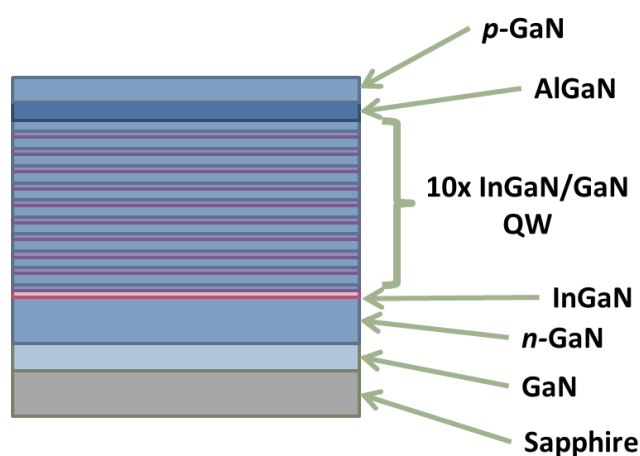 p-GaN
AlGaN
10x InGaN/GaN
QW
InGaN
n-GaN
GaN
Sapphire